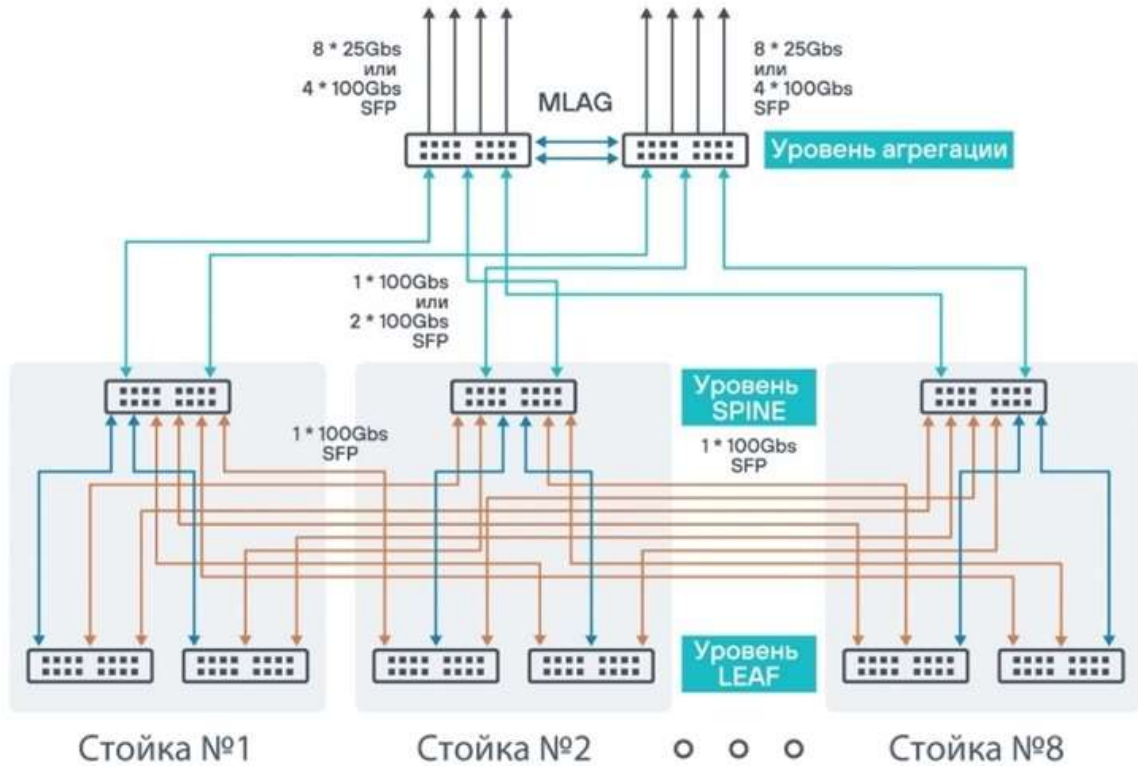 8 * 25Gbs
или
4 * 100Gbs
SFP
MLAG
8 * 25Gbs
или
4 * 100Gbs
SFP
Уровень агрегации
1 * 100Gbs
или
2 * 100Gbs
SFP
Уровень
SPINE
1 * 100Gbs
SFP
1 * 100Gbs
SFP
Уровень
LEAF
Стойка №1
Стойка №2
Стойка №8